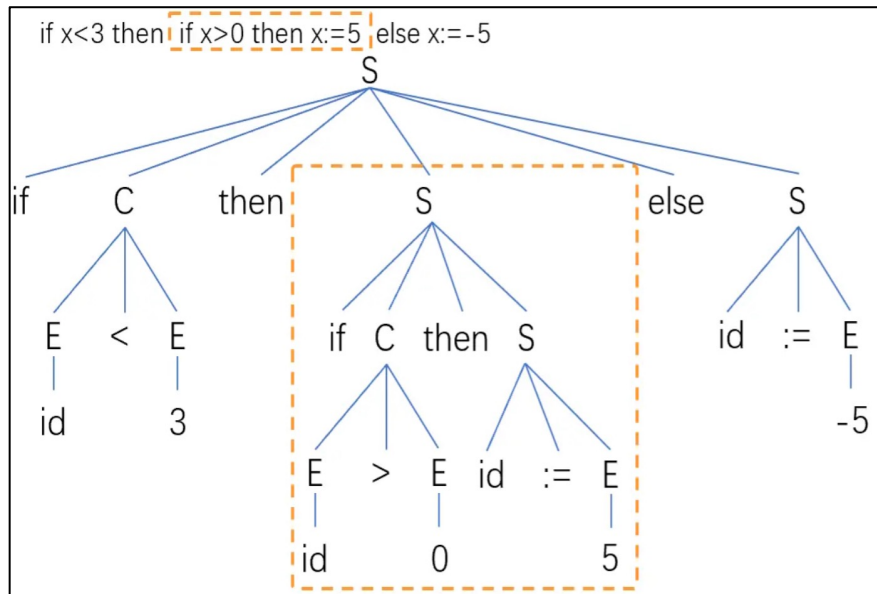 if x<3 then if x>0 then x:=5 else x:=-5
S
if C then S else S
E < E if C then S id := E
id 3 -5
E > E id := E
id 0 5